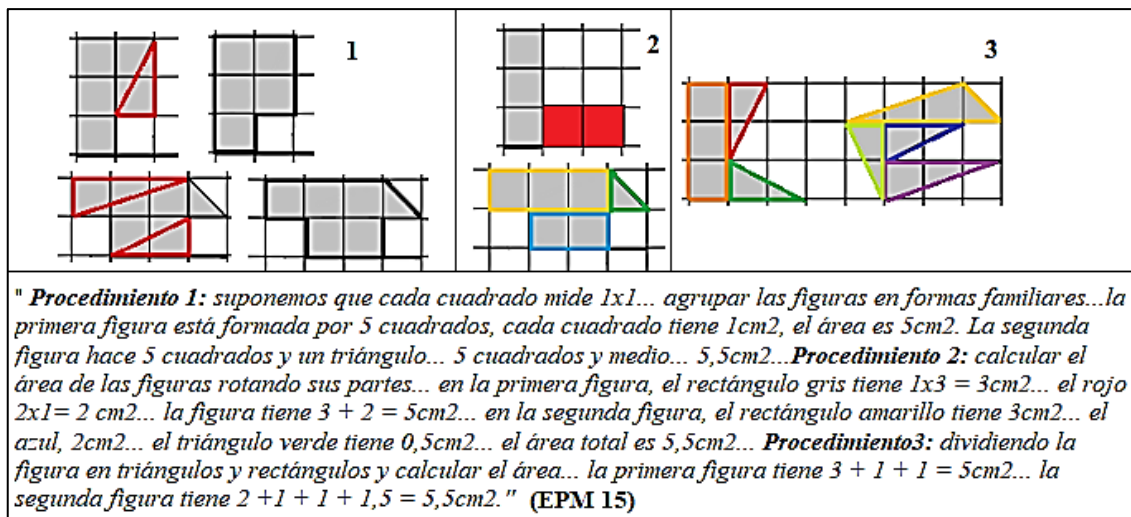 1
2
3
" Procedimiento 1: suponemos que cada cuadrado mide 1x1... agrupar las figuras en formas familiares...la
primera figura está formada por 5 cuadrados, cada cuadrado tiene 1cm2, el área es 5cm2. La segunda
figura hace 5 cuadrados y un triángulo... 5 cuadrados y medio... 5,5cm2...Procedimiento 2: calcular el
área de las figuras rotando sus partes... en la primera figura, el rectángulo gris tiene 1x3 = 3cm2... el rojo
2x1= 2 cm2... la figura tiene 3 + 2 = 5cm2... en la segunda figura, el rectángulo amarillo tiene 3cm2... el
azul, 2cm2... el triángulo verde tiene 0,5cm2... el área total es 5,5cm2... Procedimiento3: dividiendo la
figura en triángulos y rectángulos y calcular el área... la primera figura tiene 3 + 1 + 1 = 5cm2... la
segunda figura tiene 2 +1 + 1 + 1,5 = 5,5cm2." (EPM 15)